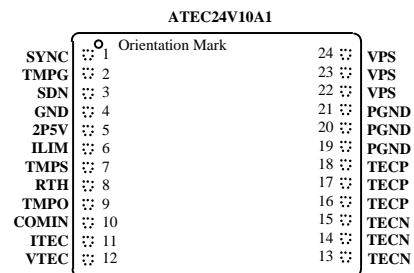 ATEC24V10A1
Orientation Mark
SYNC 1 24 VPS
TMPG 2 23 VPS
SDN 3 22 VPS
GND 4 21 PGND
2P5V 5 20 PGND
ILIM 6 19 PGND
TMPS 7 18 TECP
RTH 8 17 TECP
TMPO 9 16 TECP
COMIN 10 15 TECN
ITEC 11 14 TECN
VTEC 12 13 TECN